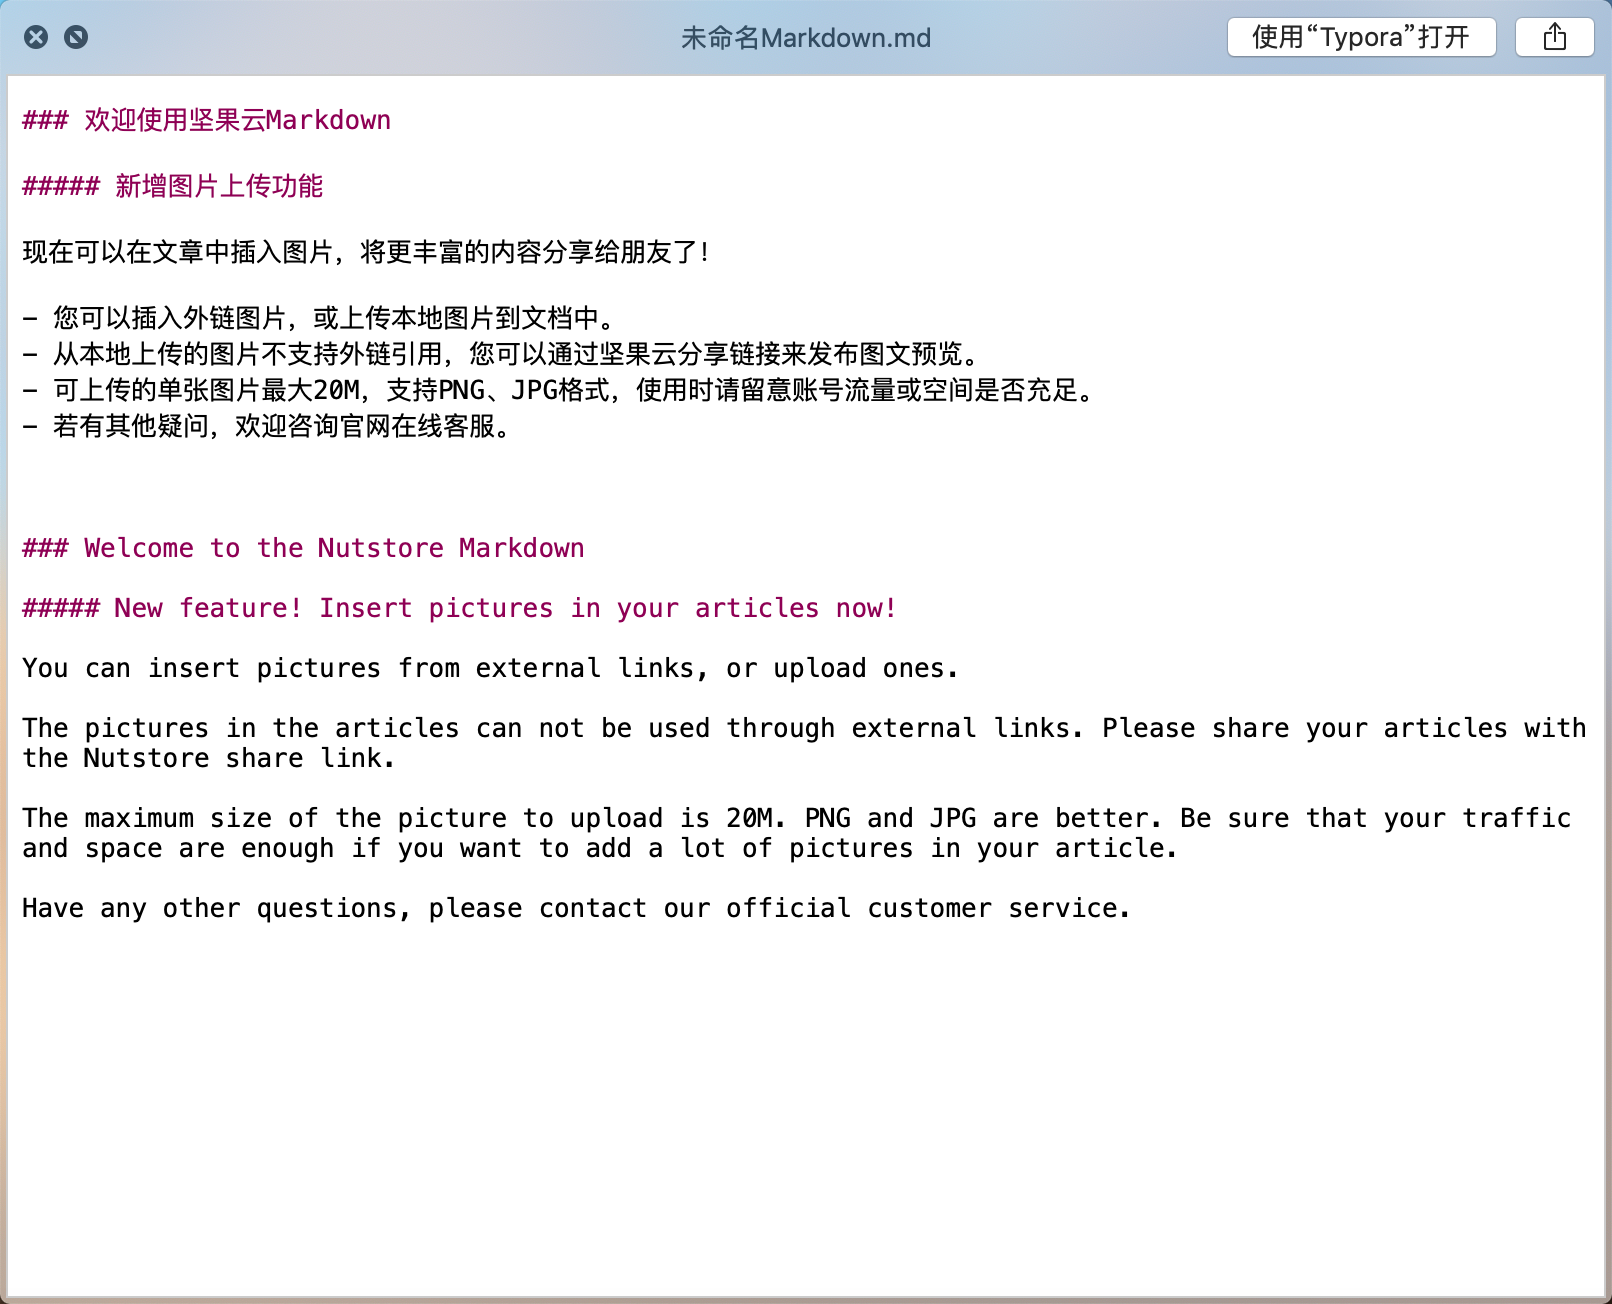 未命名Markdown.md
使用“Typora”打开
### 欢迎使用坚果云Markdown
##### 新增图片上传功能
现在可以在文章中插入图片，将更丰富的内容分享给朋友了！
- 您可以插入外链图片，或上传本地图片到文档中。
- 从本地上传的图片不支持外链引用，您可以通过坚果云分享链接来发布图文预览。
- 可上传的单张图片最大20M，支持PNG、JPG格式，使用时请留意账号流量或空间是否充足。
- 若有其他疑问，欢迎咨询官网在线客服。
### Welcome to the Nutstore Markdown
##### New feature! Insert pictures in your articles now!
You can insert pictures from external links, or upload ones.
The pictures in the articles can not be used through external links. Please share your articles with
the Nutstore share link.
The maximum size of the picture to upload is 20M. PNG and JPG are better. Be sure that your traffic
and space are enough if you want to add a lot of pictures in your article.
Have any other questions, please contact our official customer service.